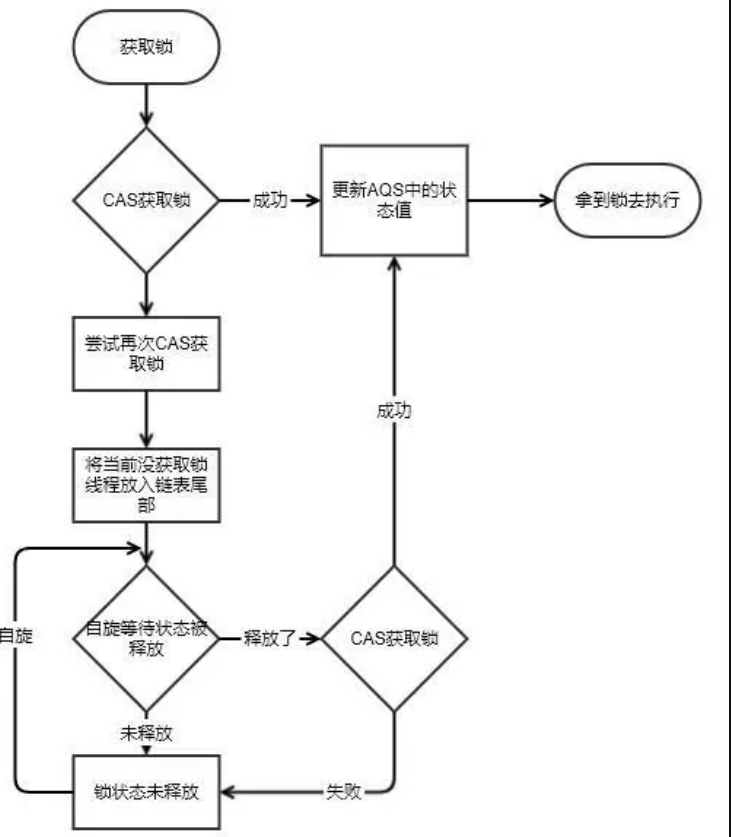 获取锁
CAS获取锁
成功
更新AQS中的状
态值
拿到锁去执行
尝试再次CAS获
取锁
成功
将当前没获取锁
线程放入链表尾
部
自旋
自旋等待状态被
释放
释放了
CAS获取锁
未释放
锁状态未释放
失败